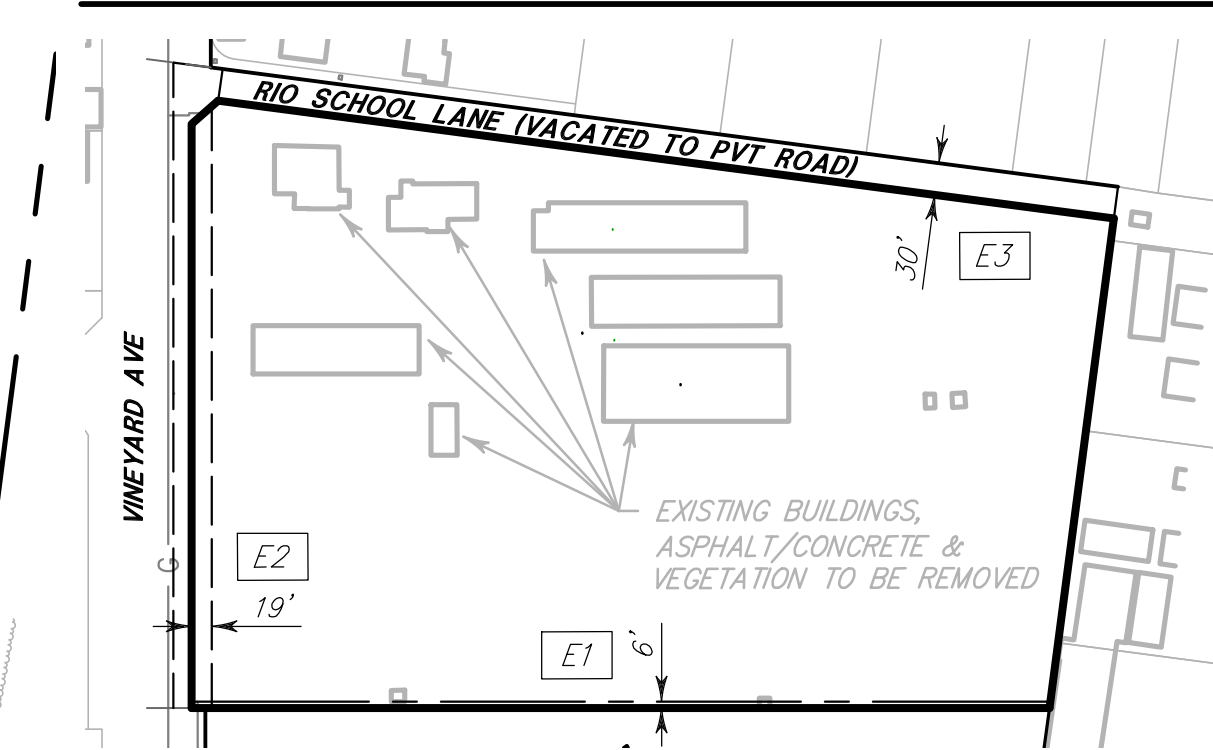 RIO SCHOOL LANE (VACATED TO PVT ROAD)
30'
E3
VINEYARD AVE
EXISTING BUILDINGS,
ASPHALT/CONCRETE &
VEGETATION TO BE REMOVED
G
E2
19'
E1
6'